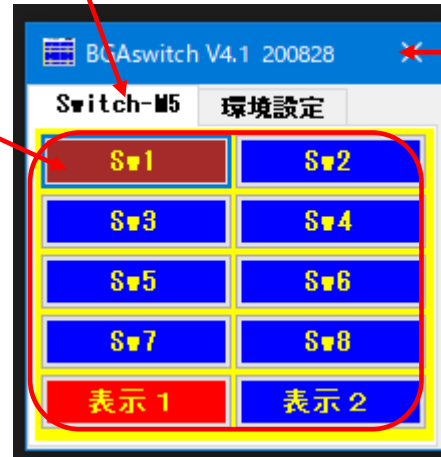 BGAswitch V4.1 200828
Switch-M5 環境設定
Sw1 Sw2
Sw3 Sw4
Sw5 Sw6
Sw7 Sw8
表示1 表示2